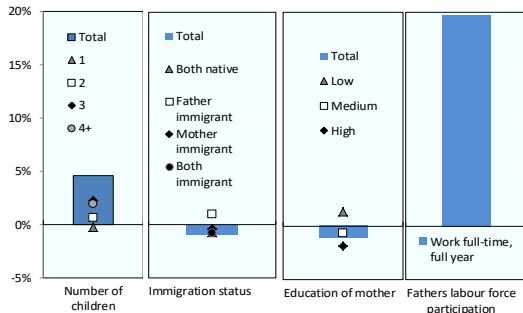 20%
15%
10%
5%
0%
-5%
Total
1
2
3
4+
Number of
children
Total
Both native
Father
immigrant
Mother
immigrant
Both
immigrant
Immigration status
Total
Low
Medium
High
Education of mother
Work full-time,
full year
Fathers labour force
participation